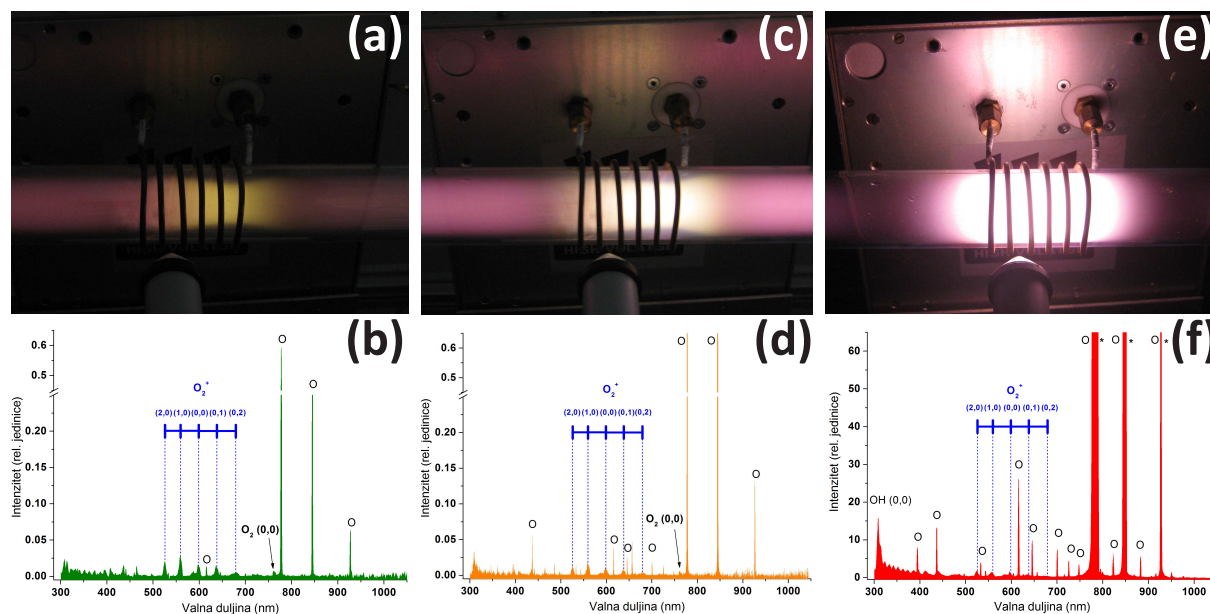 (a)
(c)
(e)
(b)
0.6
0.5
0.20
0.15
0.10
0.05
0.00
Intenzitet (rel. jedinice)
O₂⁺
(2,0) (1,0) (0,0) (0,1) (0,2)
O
O₂ (0,0)
O
O
O
300 400 500 600 700 800 900 1000
Valna duljina (nm)
(d)
0.6
0.5
0.20
0.15
0.10
0.05
0.00
Intenzitet (rel. jedinice)
O O
O₂⁺
(2,0) (1,0) (0,0) (0,1) (0,2)
O
O₂ (0,0)
O
O
O
O
300 400 500 600 700 800 900 1000
Valna duljina (nm)
(f)
60
50
40
30
20
10
0
Intenzitet (rel. jedinice)
O * O * O *
O₂⁺
(2,0) (1,0) (0,0) (0,1) (0,2)
OH (0,0)
O
O
O
O
O
O
O
O
O
O
300 400 500 600 700 800 900 1000
Valna duljina (nm)